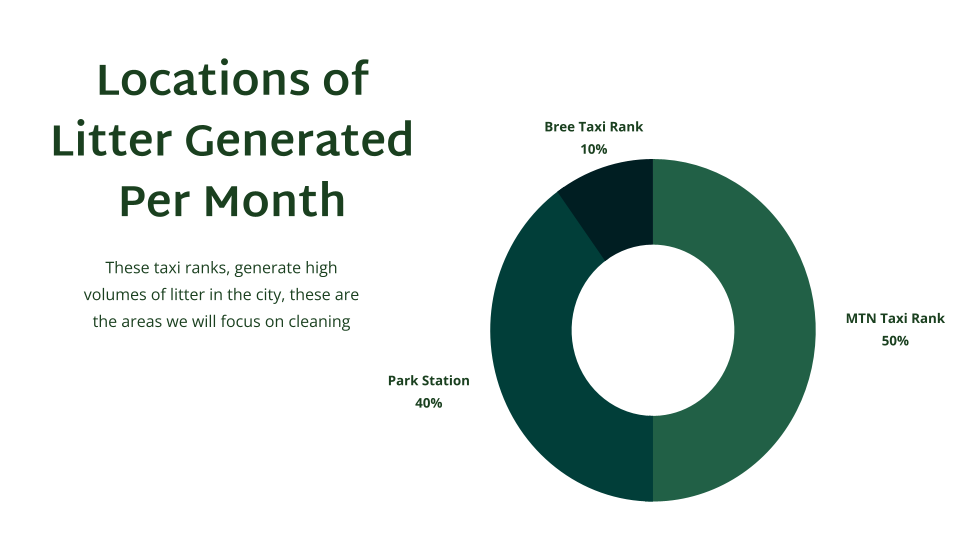 Locations of
Litter Generated
Per Month
These taxi ranks, generate high
volumes of litter in the city, these are
the areas we will focus on cleaning
Bree Taxi Rank
10%
MTN Taxi Rank
50%
Park Station
40%